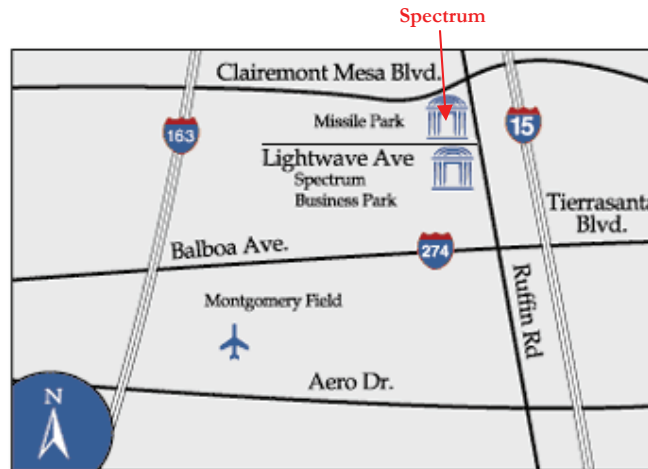 Spectrum
Clairemont Mesa Blvd.
Missile Park
163
15
Lightwave Ave
Spectrum
Business Park
Tierrasanta
Blvd.
Balboa Ave.
274
Ruffin Rd
Montgomery Field
Aero Dr.
N